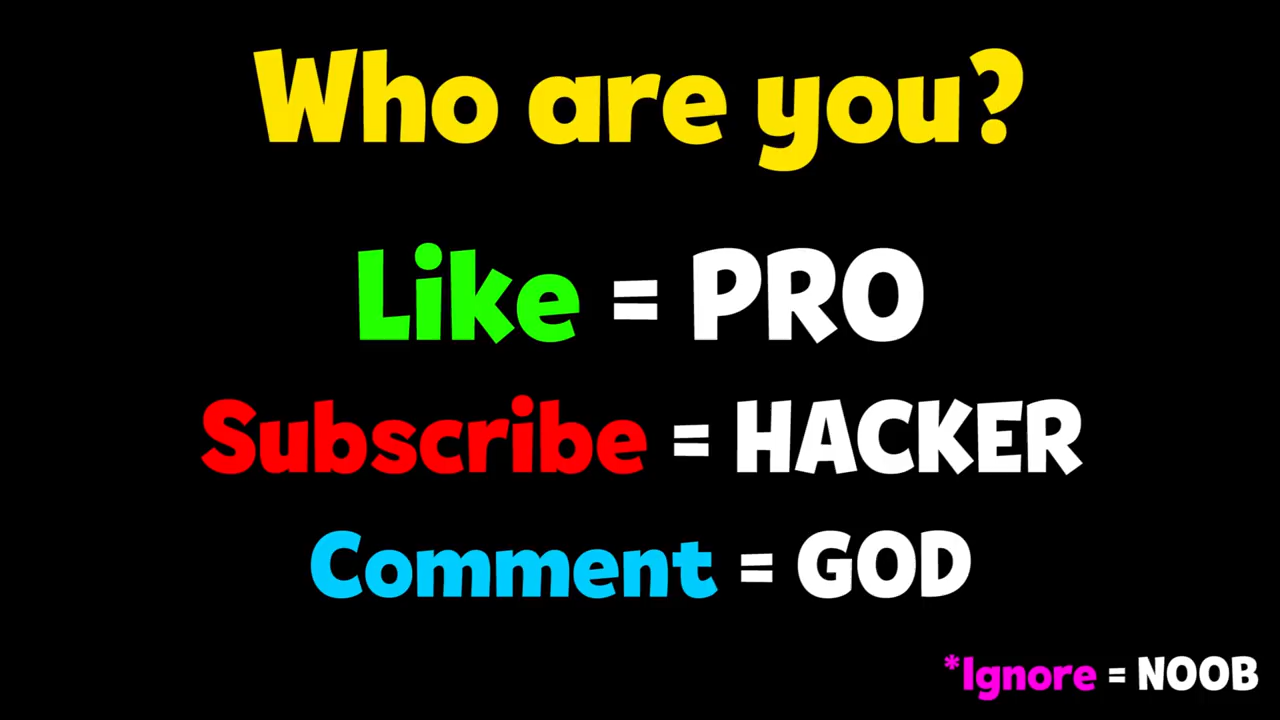 Who are you?
Like = PRO
Subscribe = HACKER
Comment = GOD
*Ignore = NOOB